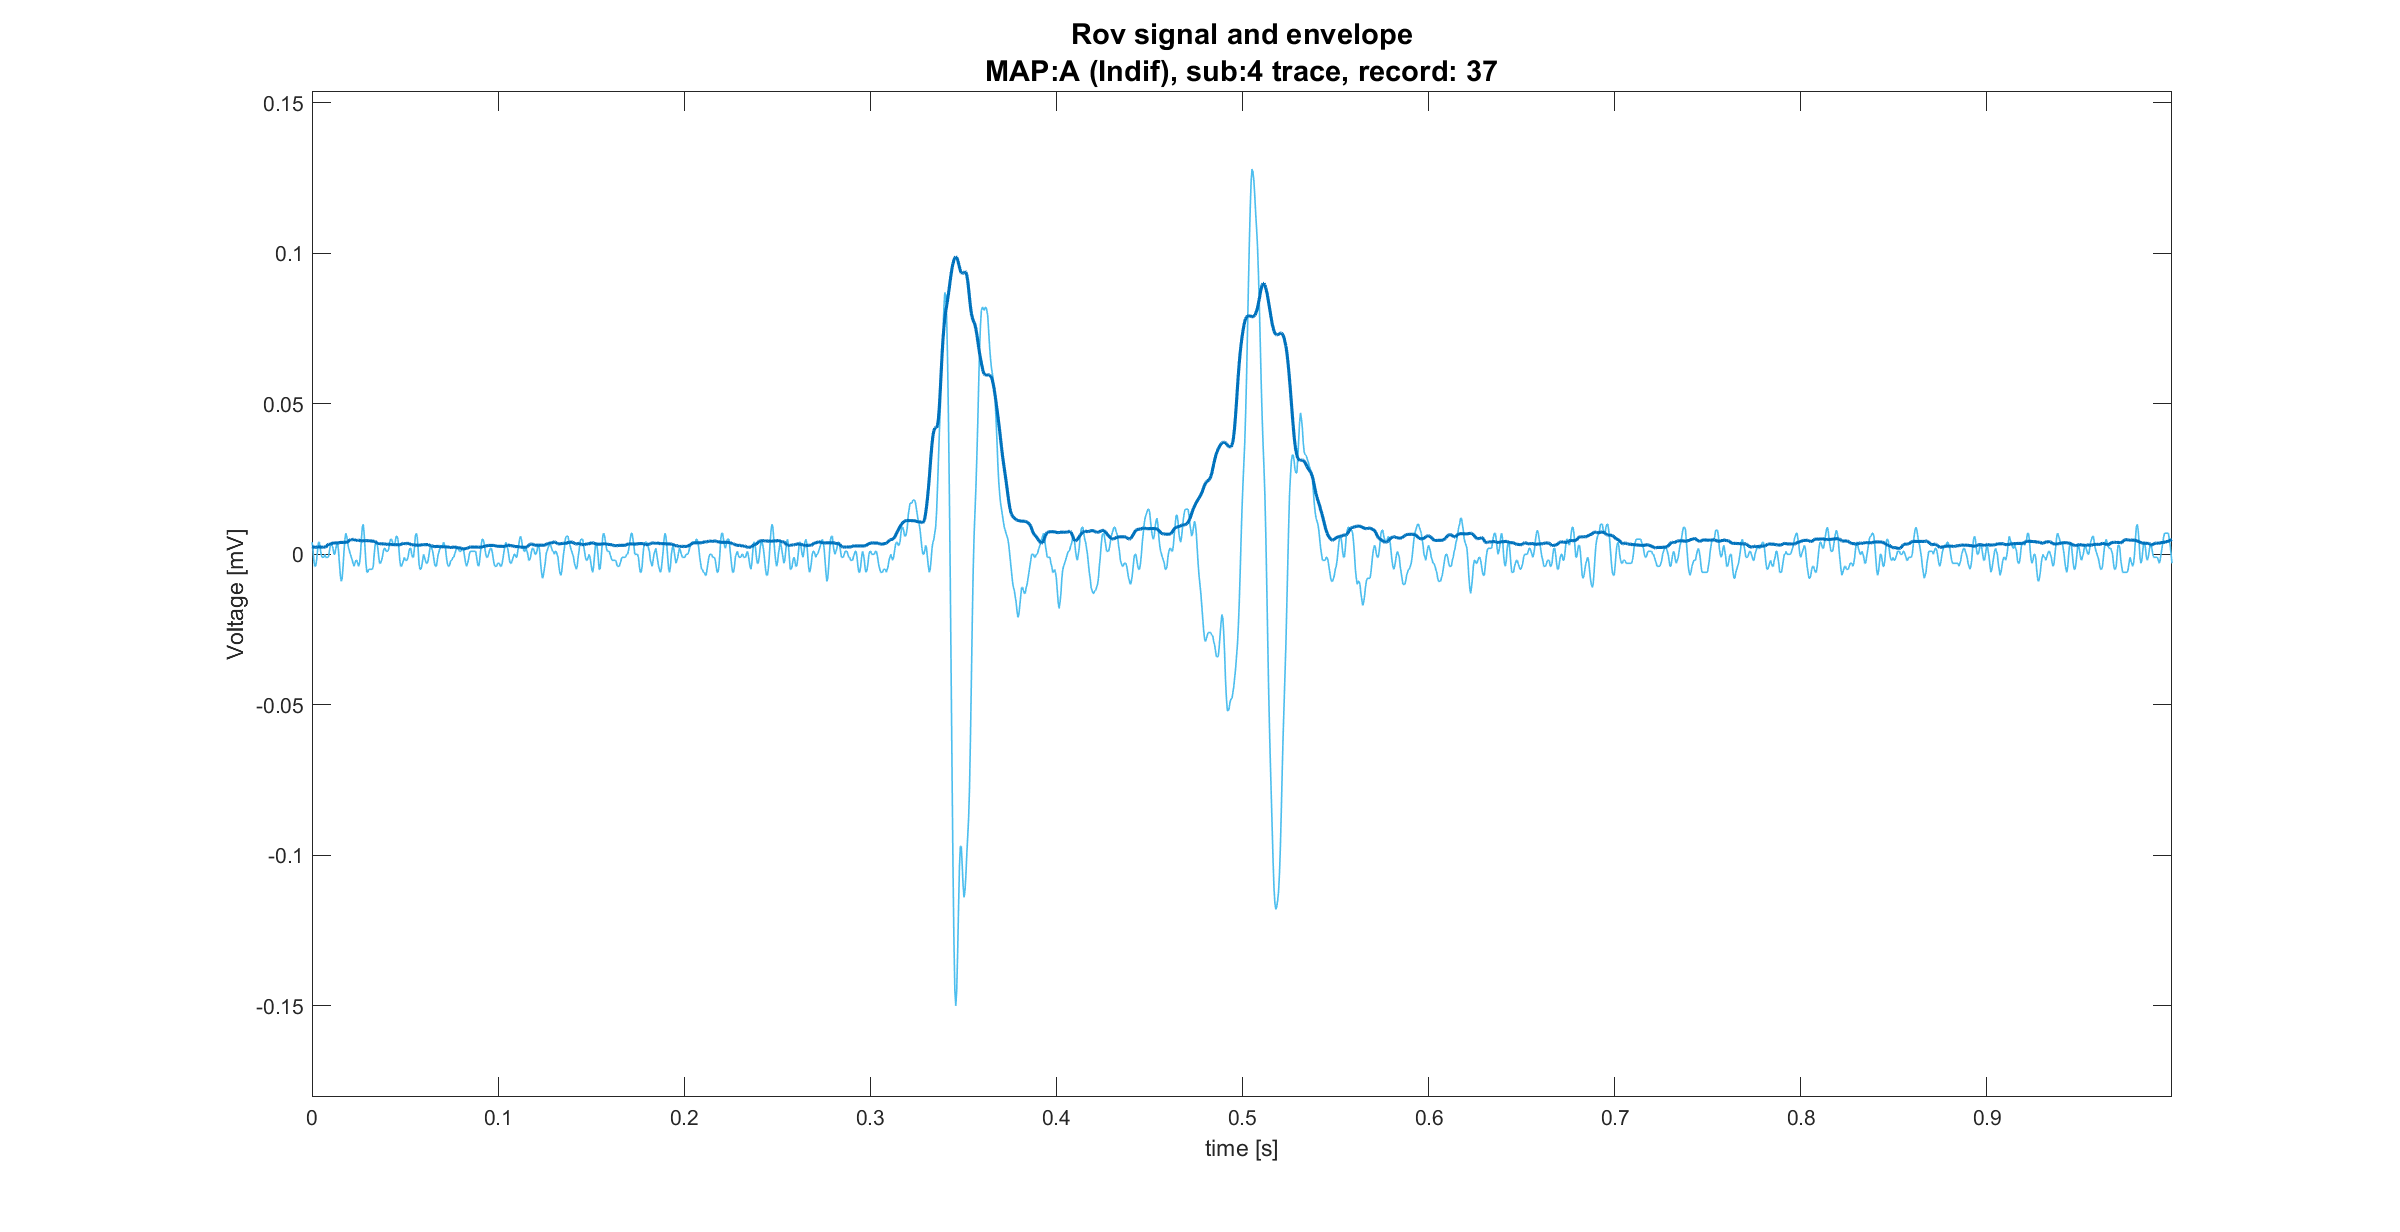 Rov signal and envelope
MAP:A (Indif), sub:4 trace, record: 37
0.15
0.1
0.05
0
-0.05
-0.1
-0.15
Voltage [mV]
0 0.1 0.2 0.3 0.4 0.5 0.6 0.7 0.8 0.9
time [s]